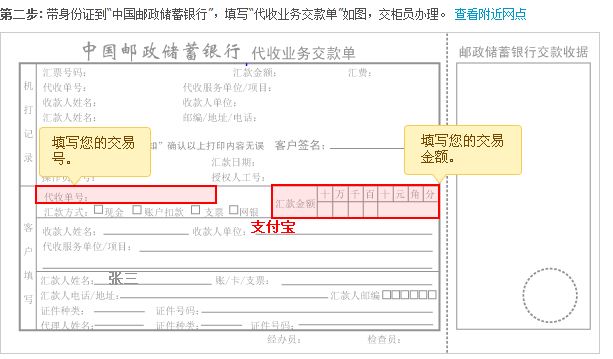 第二步：带身份证到“中国邮政储蓄银行”，填写“代收业务交款单”如图，交柜员办理。 查看附近网点
中国邮政储蓄银行 代收业务交款单 邮政储蓄银行交款收据
机打记录
汇票号码： 汇款金额： 汇费：
代收单号： 代收服务单位/项目：
收款人姓名： 收款人单位：
汇款人姓名： 邮编/地址/电话：
填写您的交易号。
知”确认以上打印内容无误 客户签名：
填写您的交易金额。
汇款日期：
号： 授权人工号：
客户填写
代收单号：
汇款金额 十 万 千 百 十 元 角 分
汇款方式： 现金 账户扣款 支票 网银
收款人姓名： 收款人单位： 支付宝
代收服务单位/项目：
汇款人姓名： 张三 账/卡/支票：
汇款人电话/地址： 汇款人邮编
证件种类： 证件号码：
代理人姓名： 证件种类： 证件号码：
经办员： 检查员：